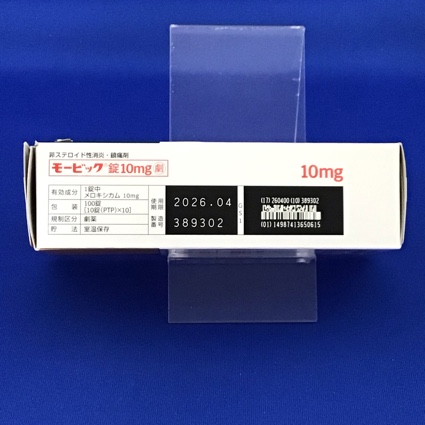 非ステロイド性消炎・鎮痛剤
モービック錠10mg 劇
10mg
有効成分 1錠中 メロキシカム 10mg
包装 100錠 [10錠(PTP)×10]
規制区分 劇薬
貯法 室温保存
使用期限 2026.04
製造番号 389302
GS1
(17) 260400 (10) 389302
(01) 14987413650615